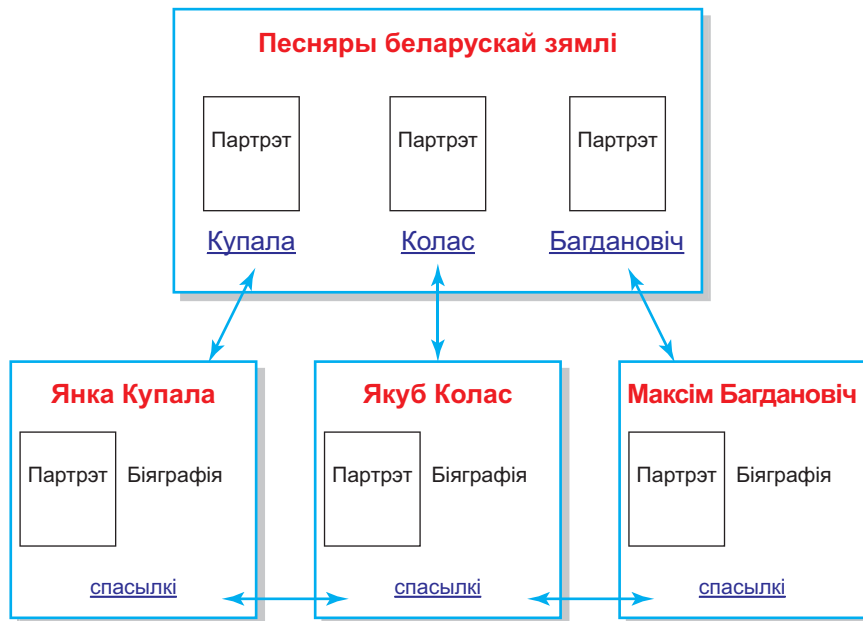 Песняры беларускай зямлі
Партрэт Партрэт Партрэт
Купала Колас Багдановіч
Янка Купала
Партрэт Біяграфія
спасылкі
Якуб Колас
Партрэт Біяграфія
спасылкі
Максім Багдановіч
Партрэт Біяграфія
спасылкі